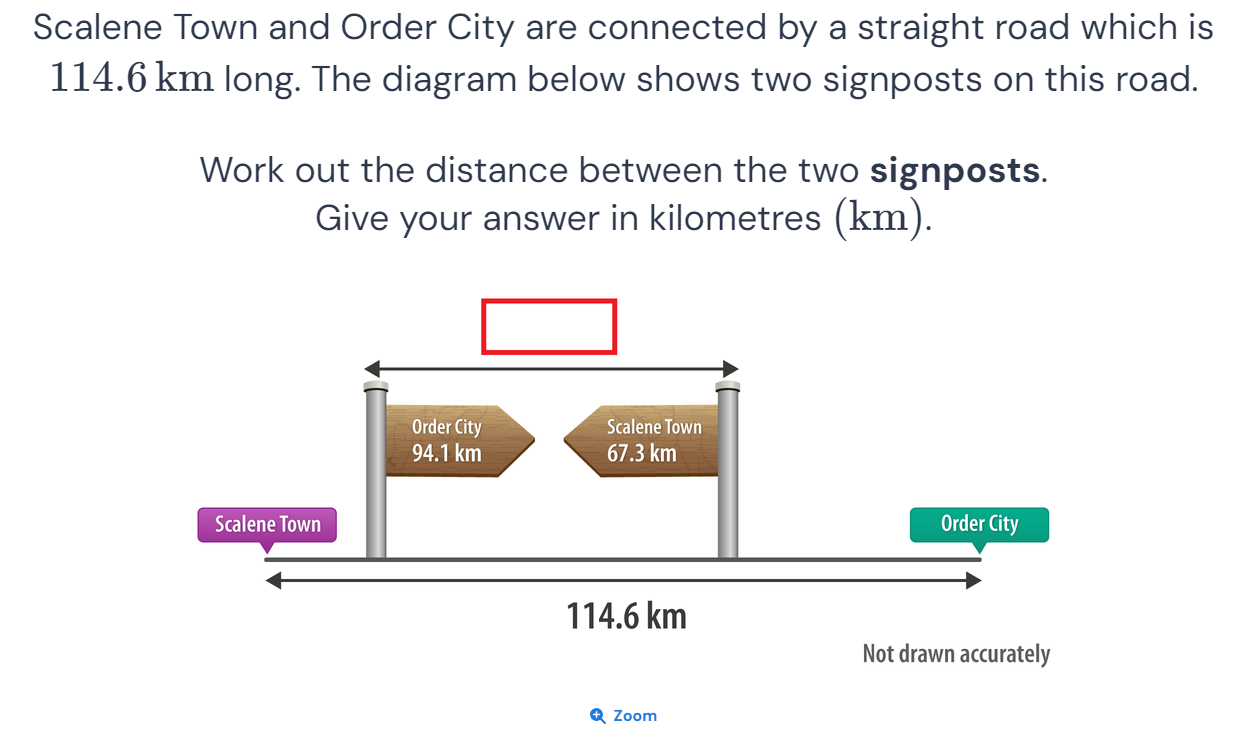 Scalene Town and Order City are connected by a straight road which is
114.6 km long. The diagram below shows two signposts on this road.
Work out the distance between the two signposts.
Give your answer in kilometres (km).
Order City
94.1 km
Scalene Town
67.3 km
Scalene Town
Order City
114.6 km
Not drawn accurately
Zoom